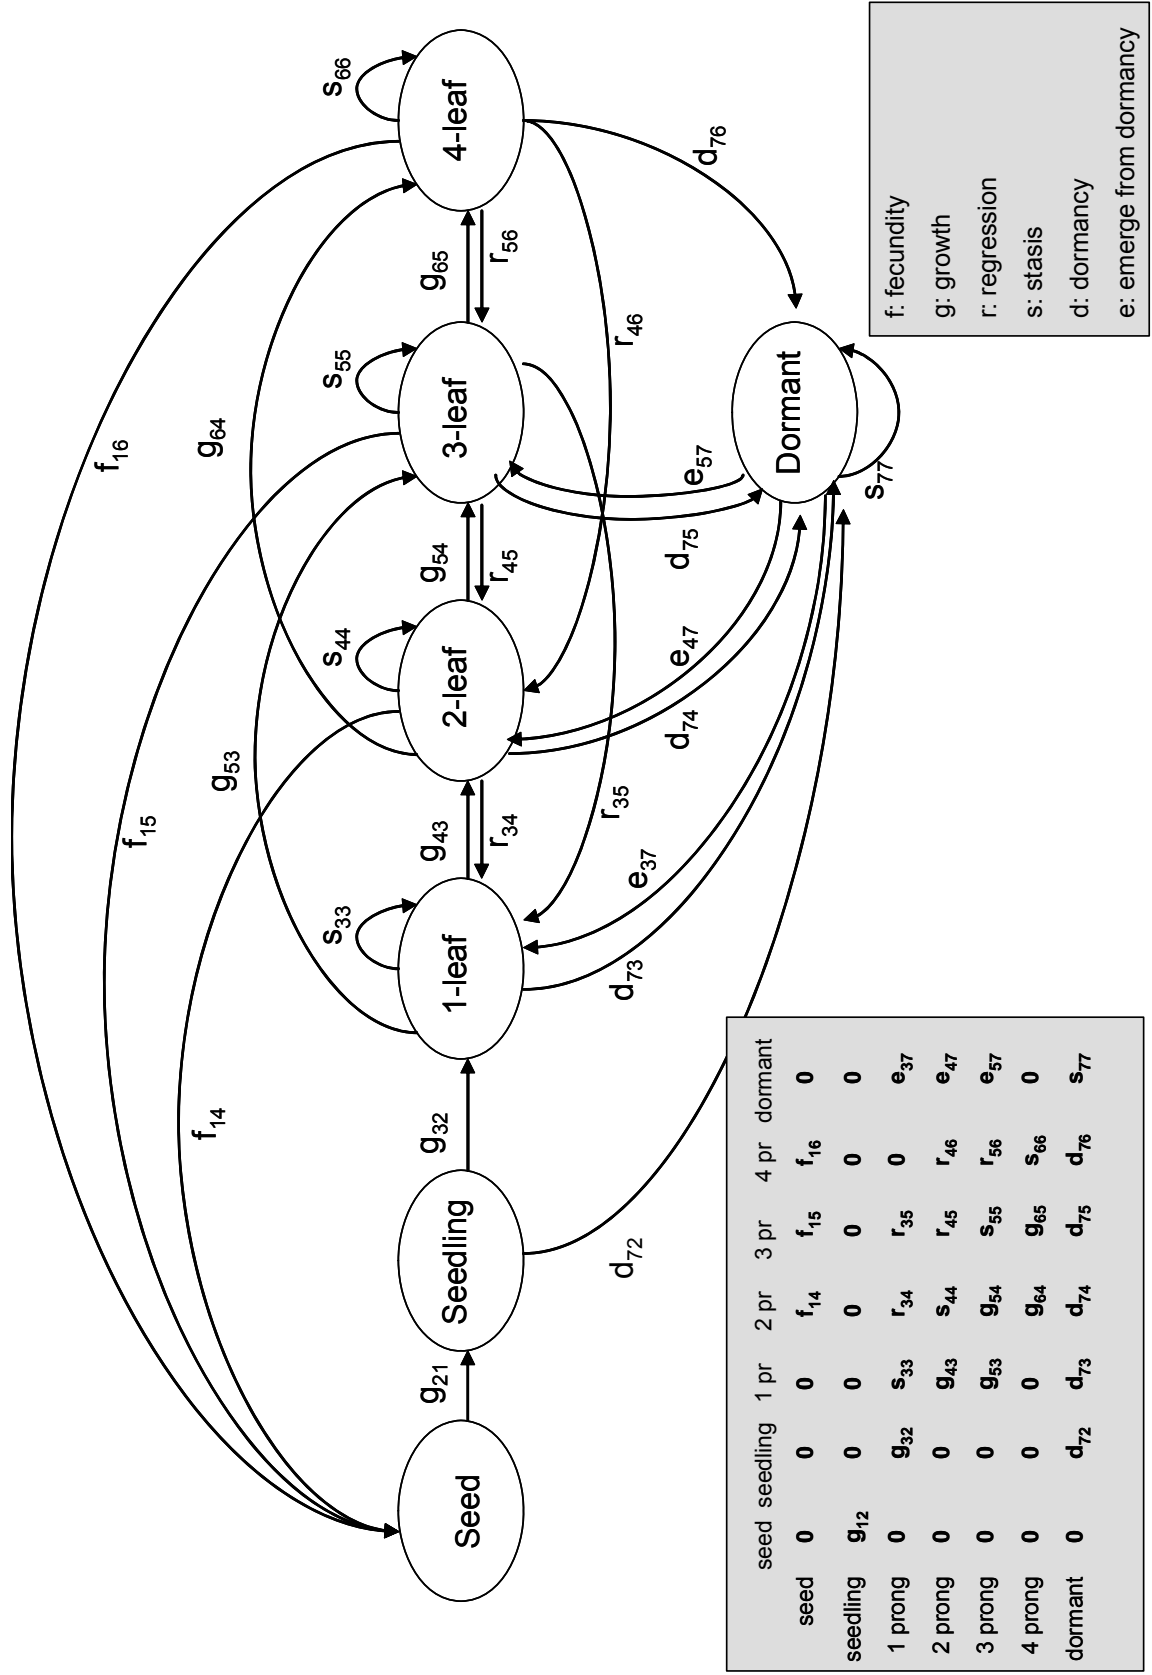 f₁₆
f₁₅
g₆₄
f₁₄
g₅₃
s₃₃
s₄₄
s₅₅
s₆₆
g₂₁
g₃₂
g₄₃
g₅₄
g₆₅
Seed
Seedling
1-leaf
2-leaf
3-leaf
4-leaf
r₃₄
r₄₅
r₅₆
d₇₂
d₇₃
e₃₇
r₃₅
d₇₄
e₄₇
d₇₅
e₅₇
r₄₆
d₇₆
Dormant
s₇₇
seed seedling 1 pr 2 pr 3 pr 4 pr dormant
seed 0 0 0 f₁₄ f₁₅ f₁₆ 0
seedling g₁₂ 0 0 0 0 0 0
1 prong 0 g₃₂ s₃₃ r₃₄ r₃₅ 0 e₃₇
2 prong 0 0 g₄₃ s₄₄ r₄₅ r₄₆ e₄₇
3 prong 0 0 g₅₃ g₅₄ s₅₅ r₅₆ e₅₇
4 prong 0 0 0 g₆₄ g₆₅ s₆₆ 0
dormant 0 d₇₂ d₇₃ d₇₄ d₇₅ d₇₆ s₇₇
f: fecundity
g: growth
r: regression
s: stasis
d: dormancy
e: emerge from dormancy